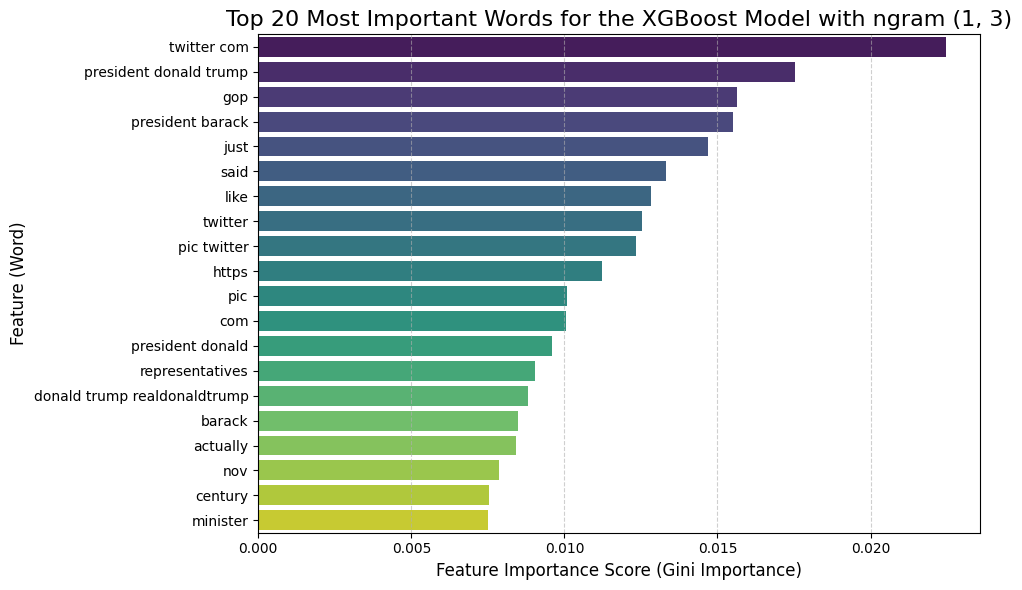 Top 20 Most Important Words for the XGBoost Model with ngram (1, 3)
Feature (Word)
twitter com
president donald trump
gop
president barack
just
said
like
twitter
pic twitter
https
pic
com
president donald
representatives
donald trump realdonaldtrump
barack
actually
nov
century
minister
0.000 0.005 0.010 0.015 0.020
Feature Importance Score (Gini Importance)